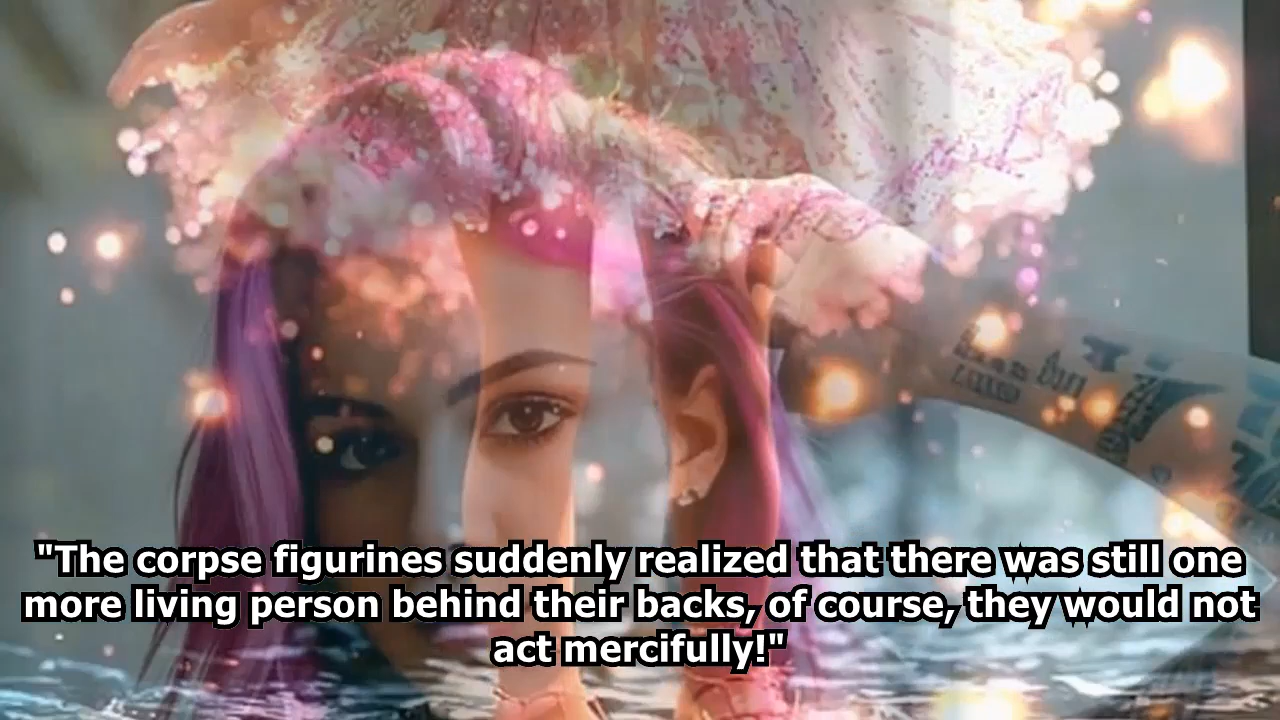 "The corpse figurines suddenly realized that there was still one
more living person behind their backs, of course, they would not
act mercifully!"